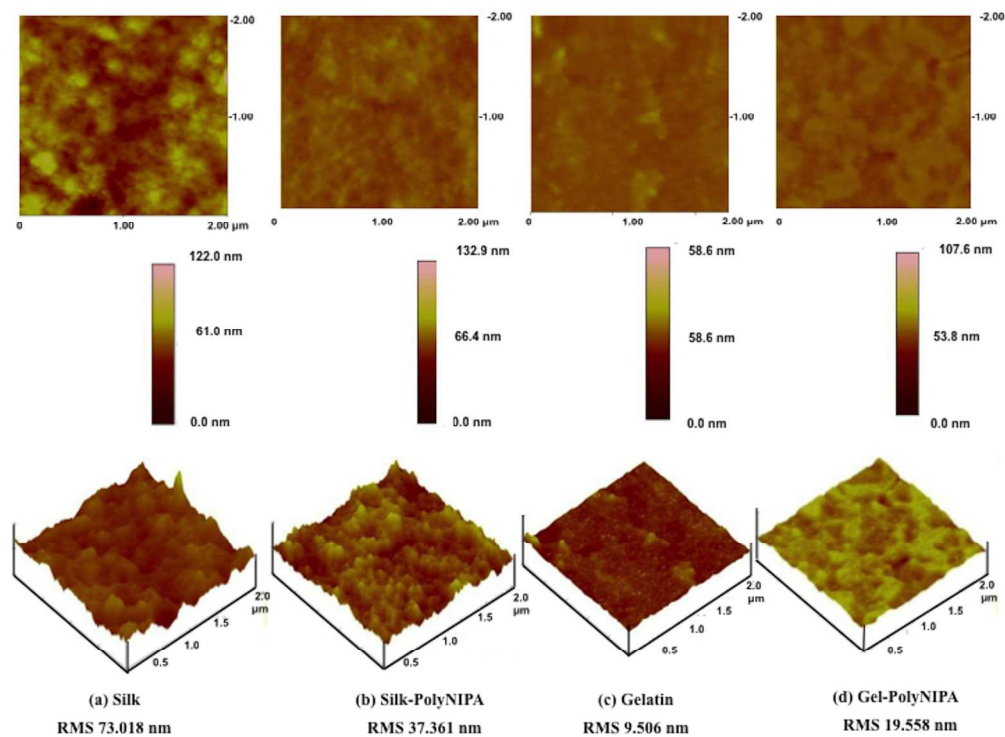 -2.00
-2.00
-2.00
-2.00
-1.00
-1.00
-1.00
-1.00
0 1.00 2.00 µm
0 1.00 2.00 µm
0 1.00 2.00 µm
0 1.00 2.00 µm
122.0 nm
61.0 nm
0.0 nm
132.9 nm
66.4 nm
0.0 nm
58.6 nm
58.6 nm
0.0 nm
107.6 nm
53.8 nm
0.0 nm
0.5 1.0 1.5 2.0
µm
0.5 1.0 1.5 2.0
µm
0.5 1.0 1.5 2.0
µm
0.5 1.0 1.5 2.0
µm
(a) Silk
RMS 73.018 nm
(b) Silk-PolyNIPA
RMS 37.361 nm
(c) Gelatin
RMS 9.506 nm
(d) Gel-PolyNIPA
RMS 19.558 nm